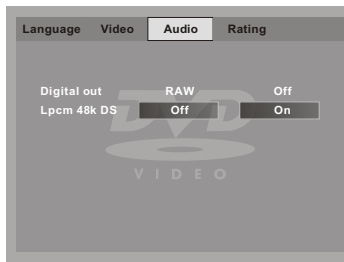 Language Video Audio Rating
Digital out RAW Off
Lpcm 48k DS Off On
DVD
VIDEO